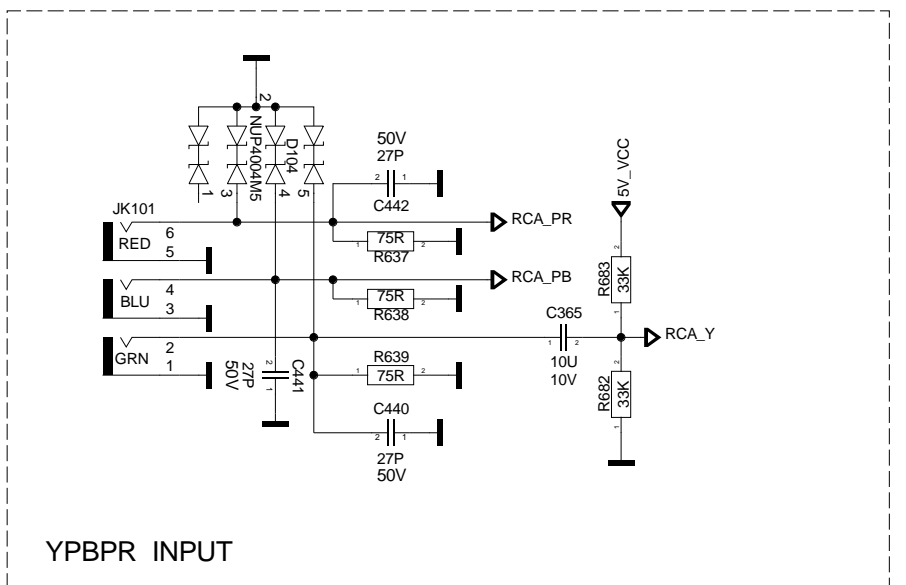 2
NUP4004M5
D104
1
3
4
5
50V
27P
2
1
C442
5V_VCC
JK101
RED
6
5
RCA_PR
1
75R
2
R637
BLU
4
3
RCA_PB
1
75R
2
R638
2
R683
33K
1
GRN
2
1
C365
1
2
10U
10V
RCA_Y
2
C441
1
27P
50V
R639
1
75R
2
2
R682
33K
1
C440
2
1
27P
50V
YPBPR INPUT